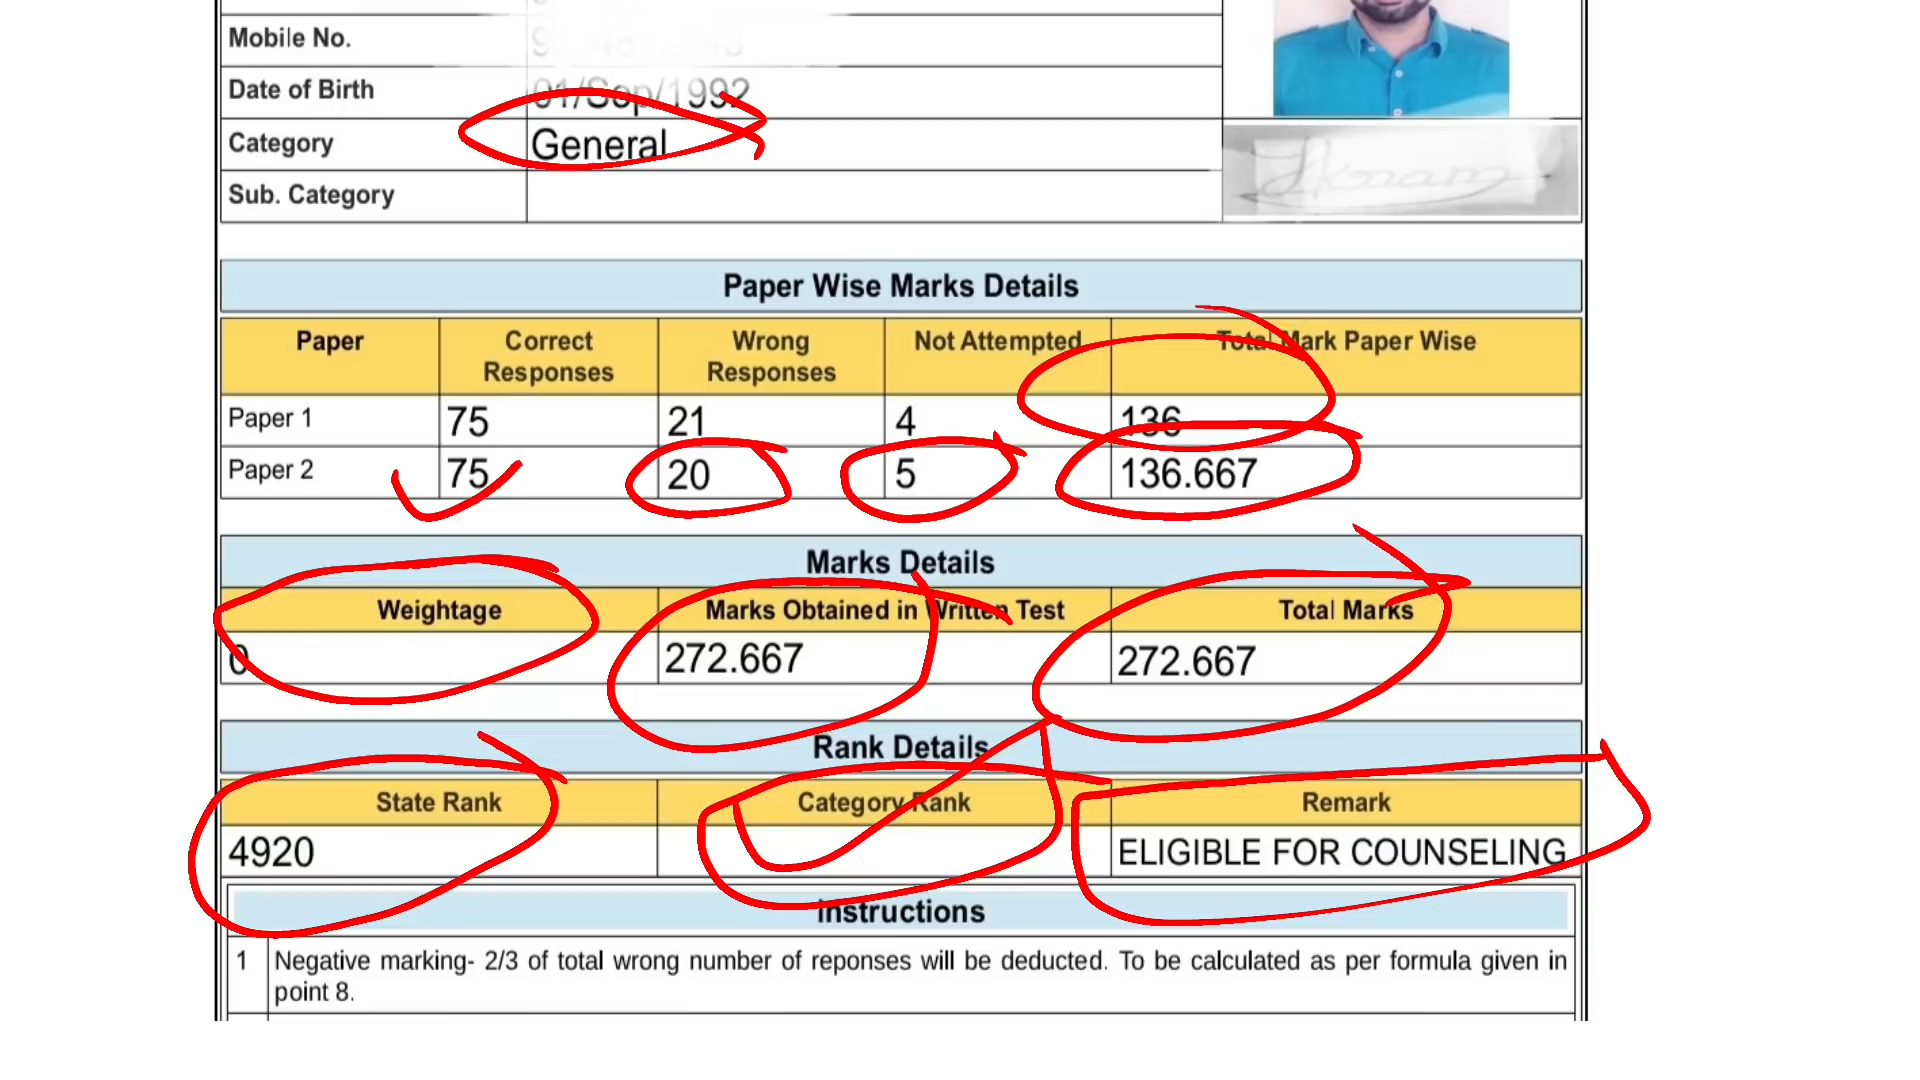 Mobile No.
Date of Birth 01/Sep/1992
Category General
Sub. Category
Paper Wise Marks Details
Paper Correct Responses Wrong Responses Not Attempted Total Mark Paper Wise
Paper 1 75 21 4 136
Paper 2 75 20 5 136.667
Marks Details
Weightage Marks Obtained in Written Test Total Marks
0 272.667 272.667
Rank Details
State Rank Category Rank Remark
4920 ELIGIBLE FOR COUNSELING
Instructions
1 Negative marking- 2/3 of total wrong number of reponses will be deducted. To be calculated as per formula given in
point 8.